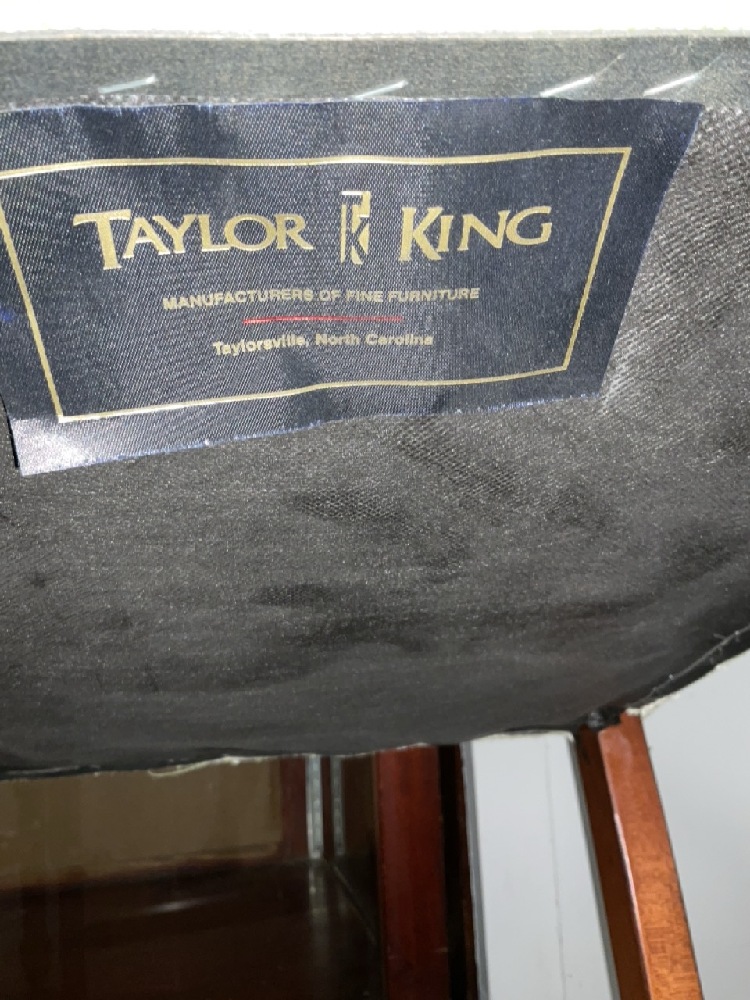 TAYLOR TK KING
MANUFACTURERS OF FINE FURNITURE
Taylorsville, North Carolina